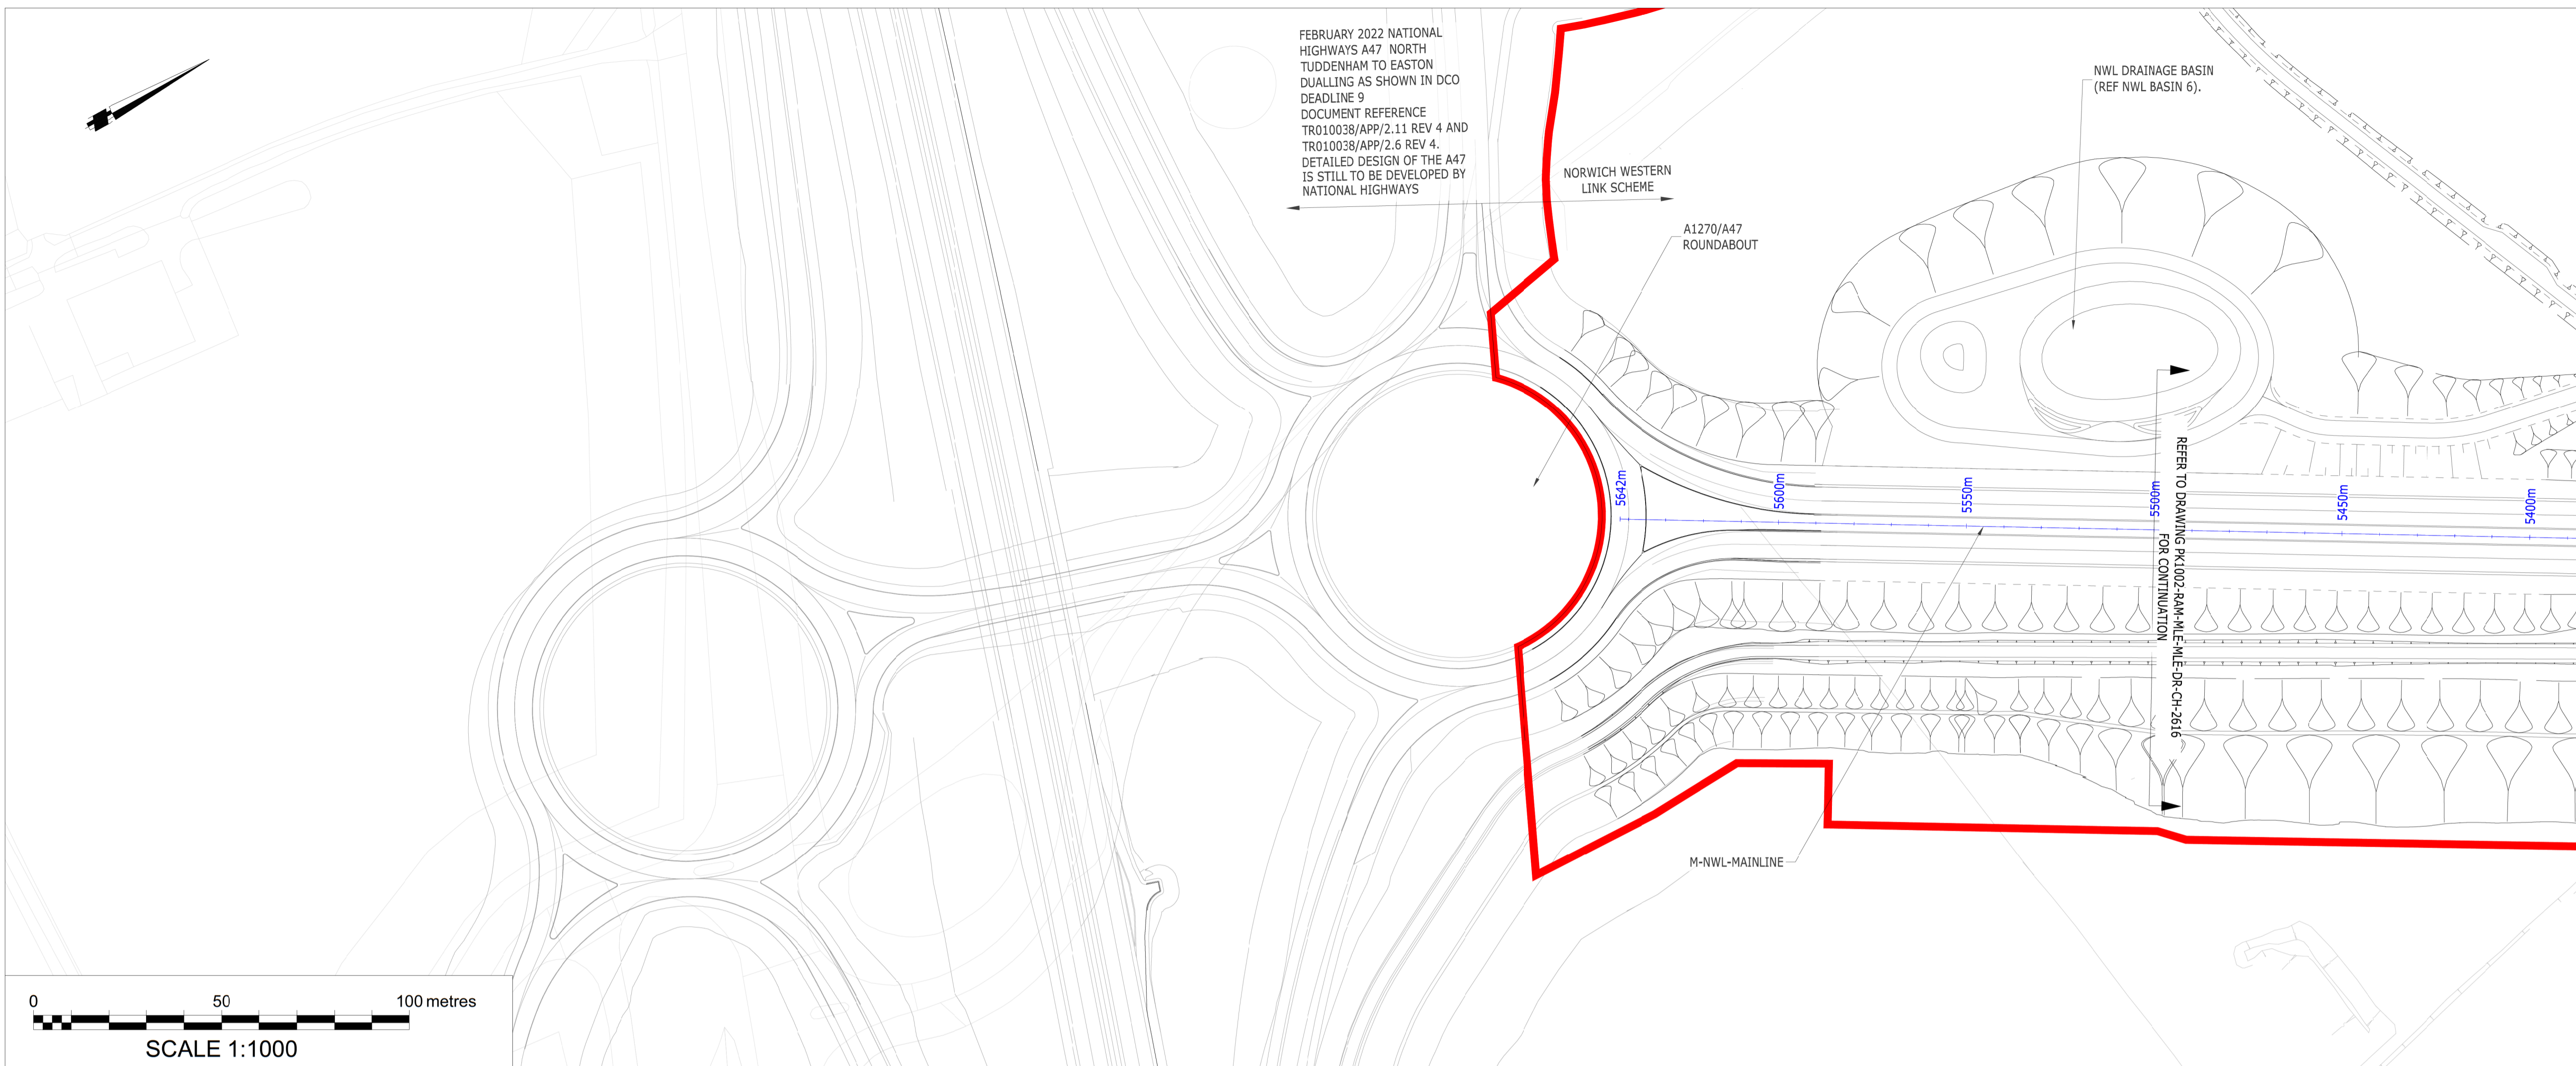 FEBRUARY 2022 NATIONAL
HIGHWAYS A47 NORTH
TUDDENHAM TO EASTON
DUALLING AS SHOWN IN DCO
DEADLINE 9
DOCUMENT REFERENCE
TR010038/APP/2.11 REV 4 AND
TR010038/APP/2.6 REV 4.
DETAILED DESIGN OF THE A47
IS STILL TO BE DEVELOPED BY
NATIONAL HIGHWAYS
NORWICH WESTERN
LINK SCHEME
A1270/A47
ROUNDABOUT
NWL DRAINAGE BASIN
(REF NWL BASIN 6).
5642m
5600m
5550m
5500m
5450m
5400m
REFER TO DRAWING PK1002-RAM-MLE-MLE-DR-CH-2616
FOR CONTINUATION
M-NWL-MAINLINE
0 50 100 metres
SCALE 1:1000